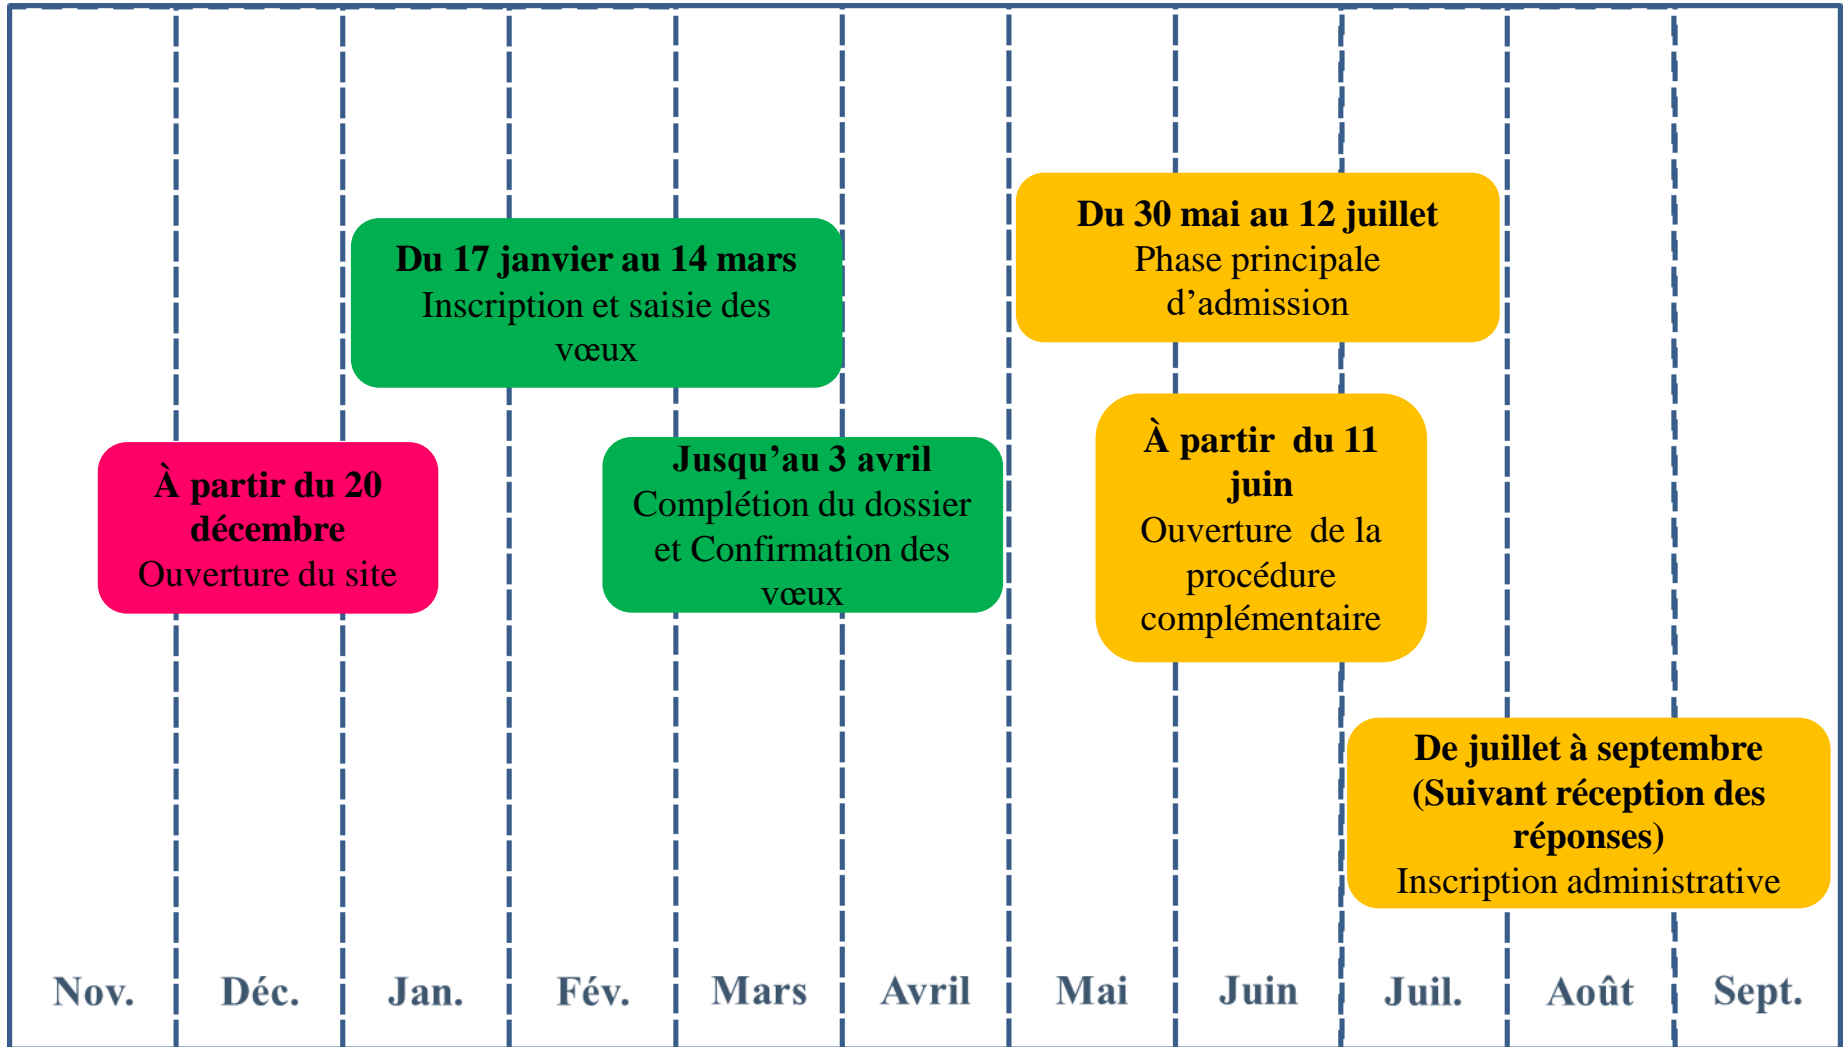 Du 30 mai au 12 juillet
Phase principale
d’admission
Du 17 janvier au 14 mars
Inscription et saisie des
vœux
À partir du 20
décembre
Ouverture du site
Jusqu’au 3 avril
Complétion du dossier
et Confirmation des
vœux
À partir du 11
juin
Ouverture de la
procédure
complémentaire
De juillet à septembre
(Suivant réception des
réponses)
Inscription administrative
Nov. Déc. Jan. Fév. Mars Avril Mai Juin Juil. Août Sept.